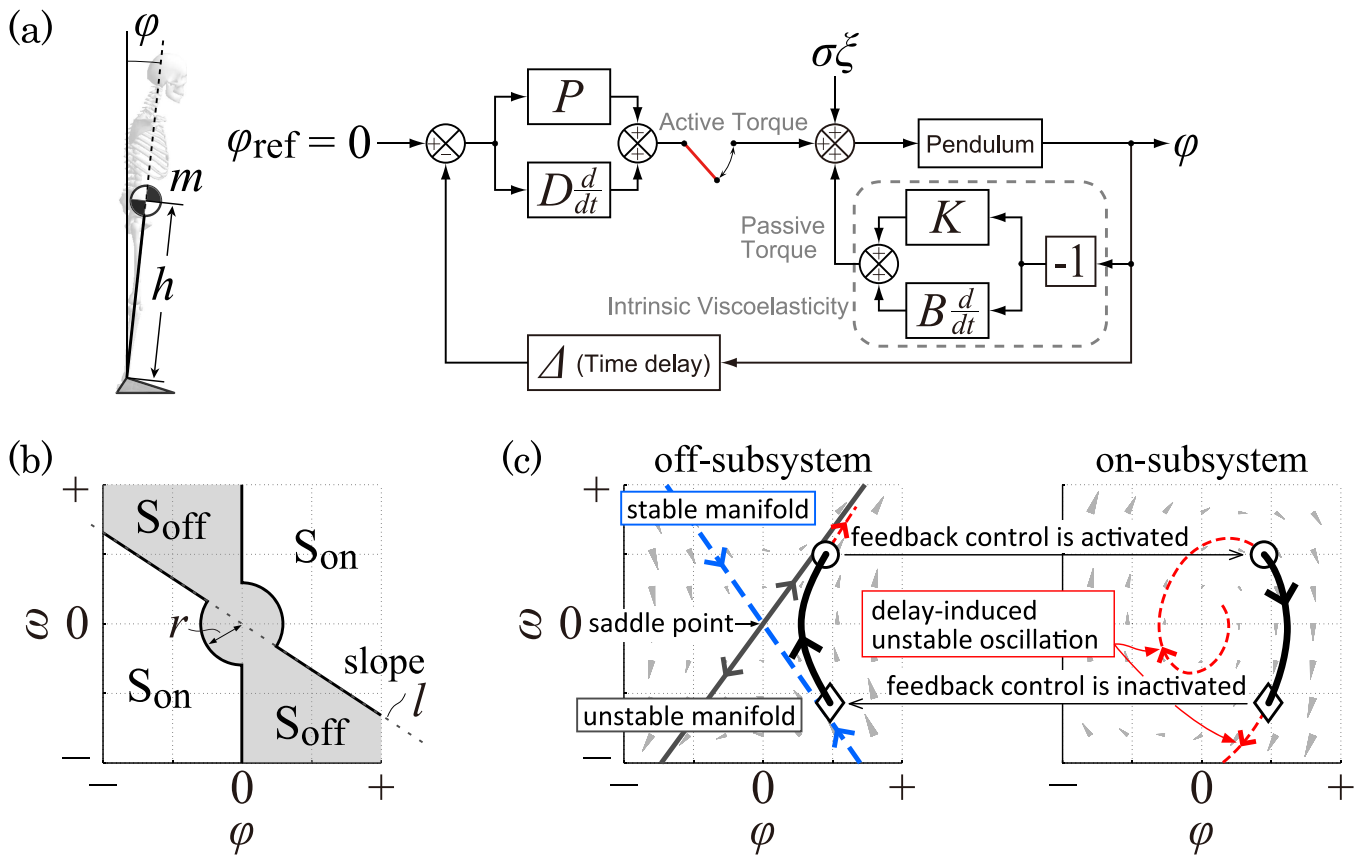 (a)
φ
m
h
φref = 0
P
D d/dt
Active Torque
σξ
Pendulum
φ
Passive
Torque
K
-1
Intrinsic Viscoelasticity
B d/dt
Δ (Time delay)
+
−
+
+
+
+
+
+
+
(b)
+
ω 0
−
Soff
Son
r
Son
Soff
slope
l
− 0 +
φ
(c)
off-subsystem
on-subsystem
+
ω 0
−
stable manifold
feedback control is activated
saddle point
delay-induced
unstable oscillation
feedback control is inactivated
unstable manifold
− 0 +
φ
− 0 +
φ